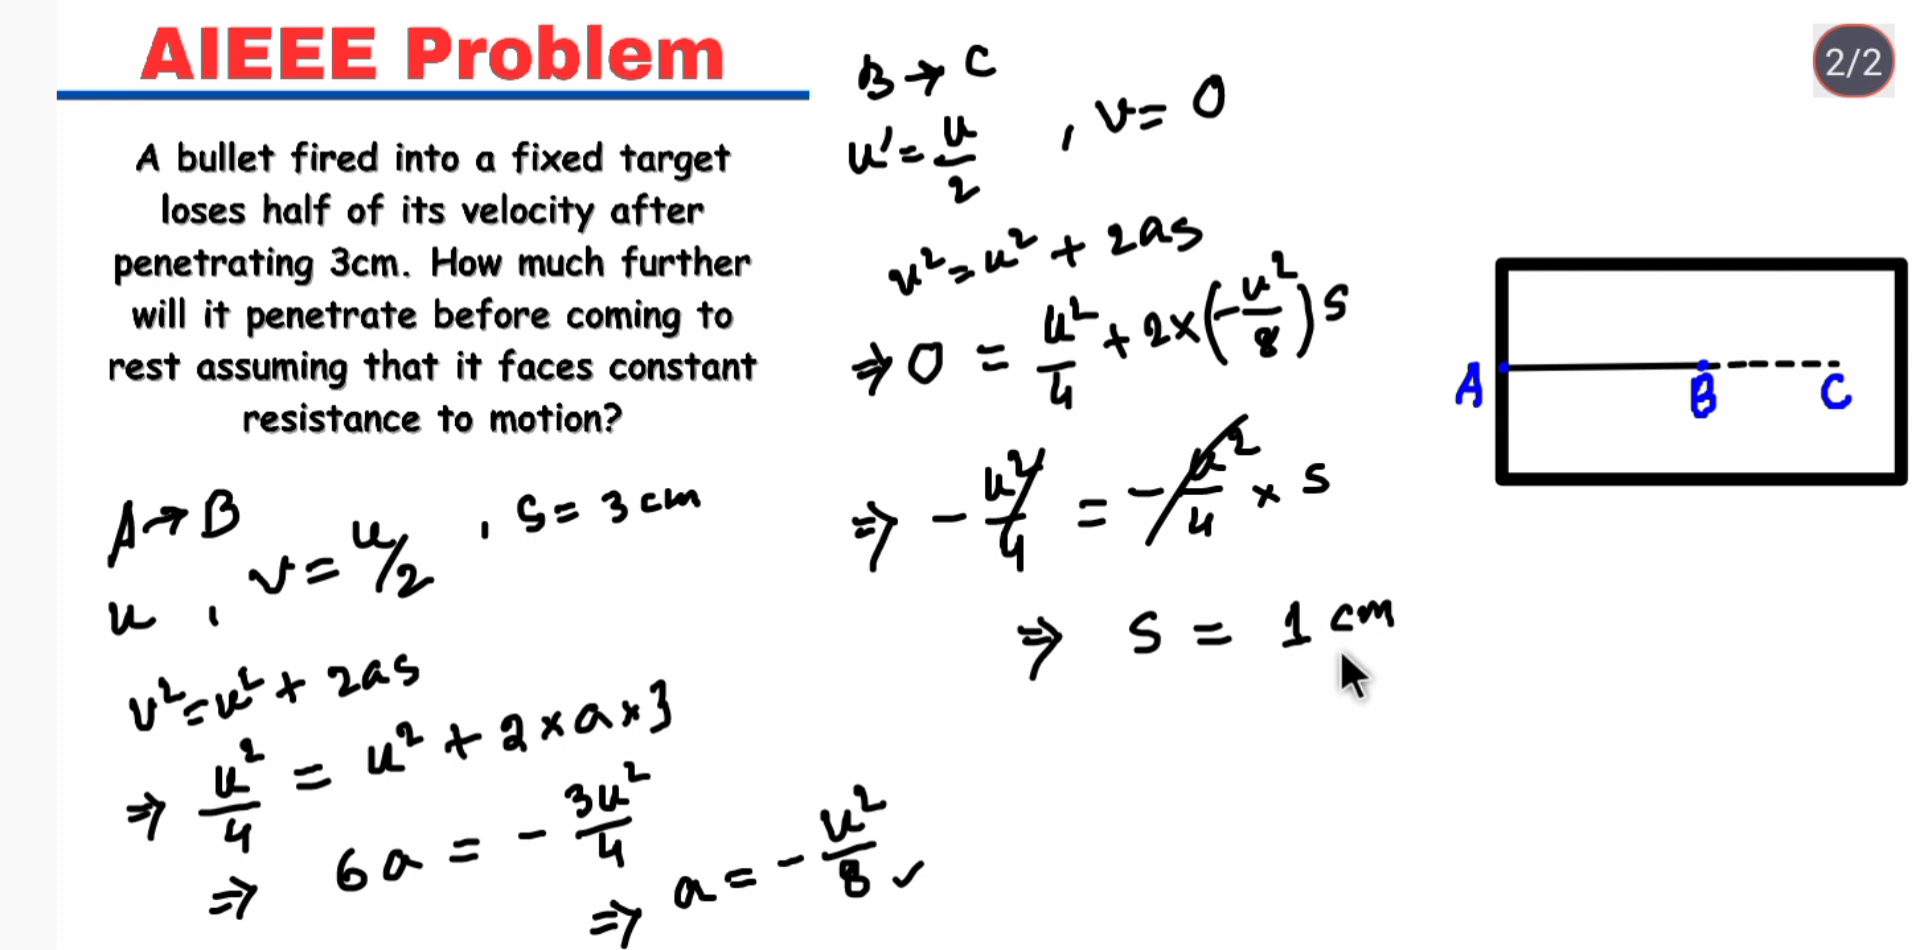 AIEEE Problem
A bullet fired into a fixed target
loses half of its velocity after
penetrating 3cm. How much further
will it penetrate before coming to
rest assuming that it faces constant
resistance to motion?
A → B
u , v = u/2 , S = 3 cm
v² = u² + 2as
⇒ u²/4 = u² + 2 × a × 3
⇒ 6a = - 3u²/4
⇒ a = - u²/8 ✓
B → C
u' = u/2 , v = 0
v² = u² + 2as
⇒ 0 = u²/4 + 2 × (- u²/8) S
⇒ - u²/4 = - u²/4 × S
⇒ S = 1 cm
2/2
A B C